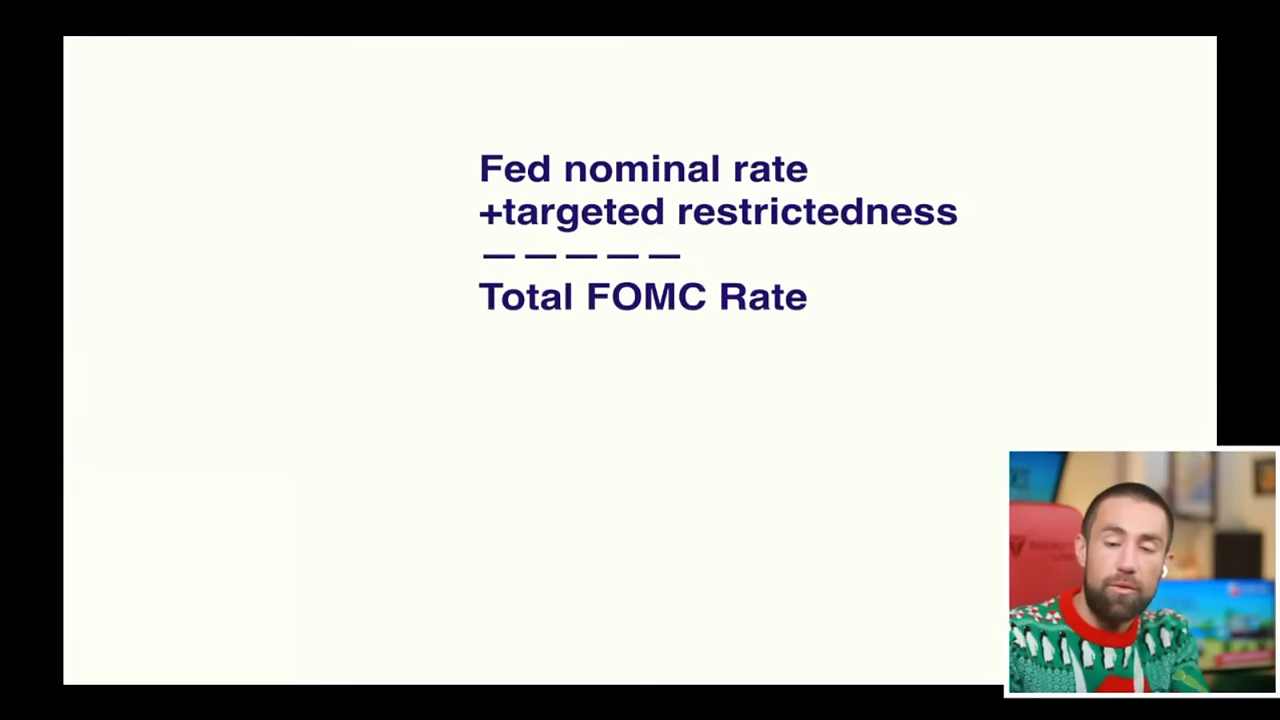 Fed nominal rate
+targeted restrictedness
— — — — —
Total FOMC Rate